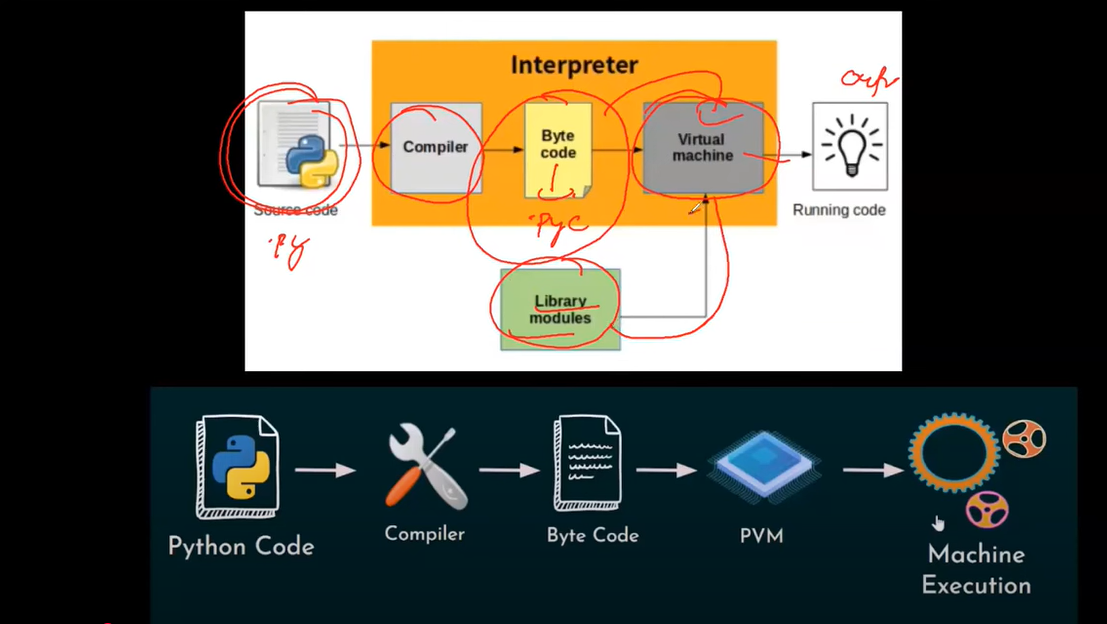 Interpreter
Compiler
Byte
code
Virtual
machine
Source code
Running code
.PY
.PYC
Library
modules
Python Code
Compiler
Byte Code
PVM
Machine
Execution